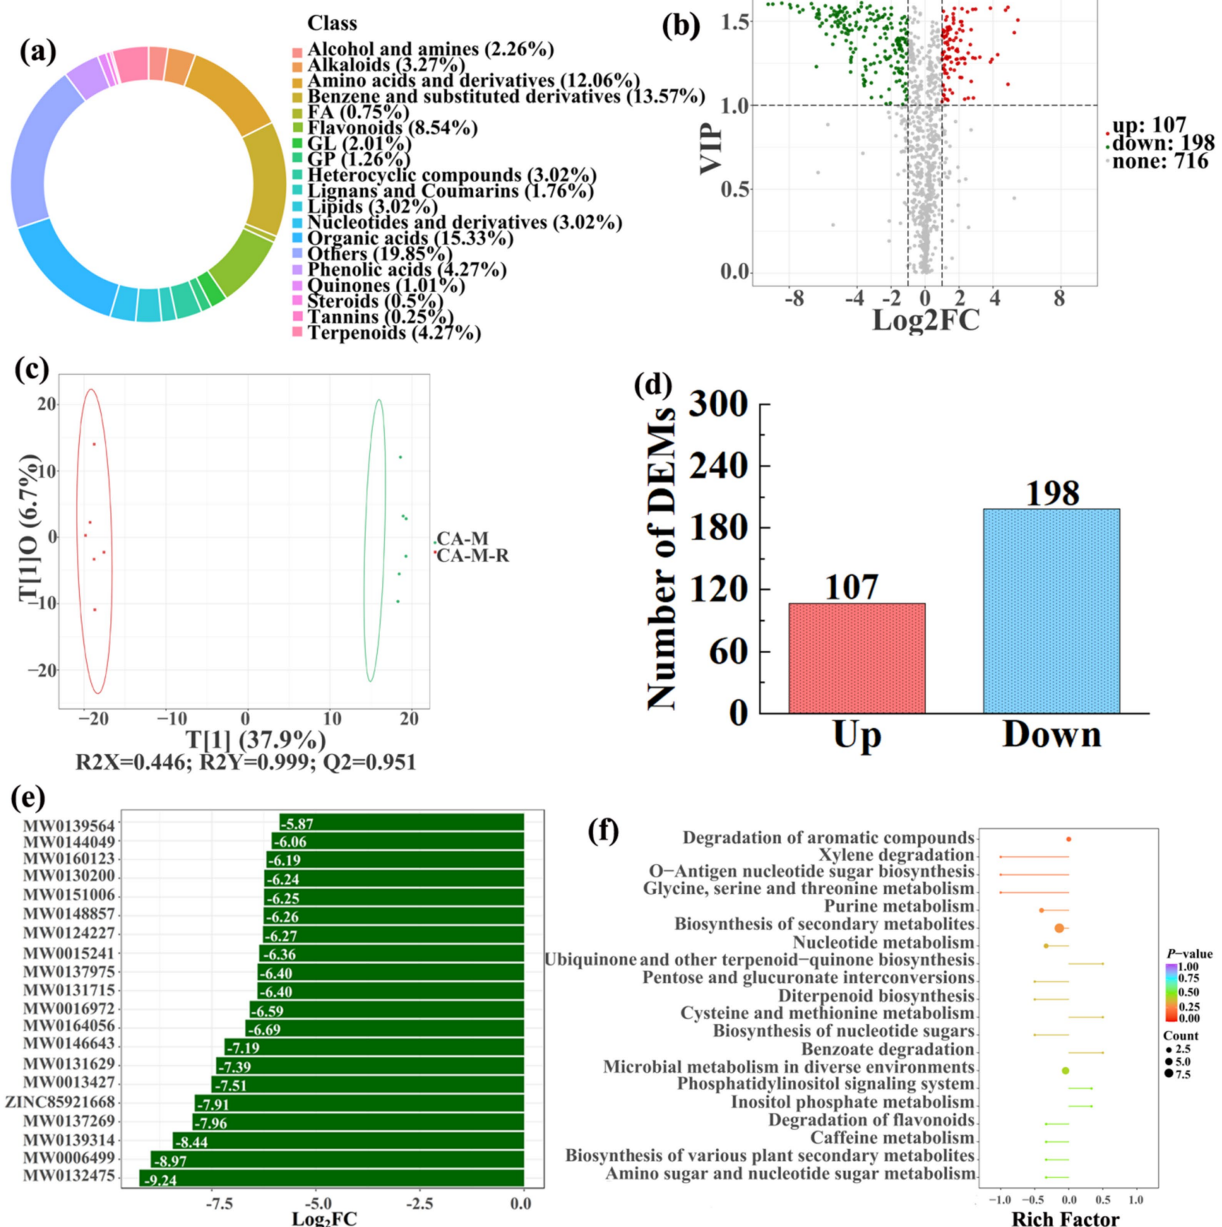 (a)
Class
Alcohol and amines (2.26%)
Alkaloids (3.27%)
Amino acids and derivatives (12.06%)
Benzene and substituted derivatives (13.57%)
FA (0.75%)
Flavonoids (8.54%)
GL (2.01%)
GP (1.26%)
Heterocyclic compounds (3.02%)
Lignans and Coumarins (1.76%)
Lipids (3.02%)
Nucleotides and derivatives (3.02%)
Organic acids (15.33%)
Others (19.85%)
Phenolic acids (4.27%)
Quinones (1.01%)
Steroids (0.5%)
Tannins (0.25%)
Terpenoids (4.27%)
(b)
VIP
1.5
1.0
0.5
0.0
-8 -4 -2 0 2 4 8
Log2FC
up: 107
down: 198
none: 716
(c)
T[1]O (6.7%)
20
10
0
−10
−20
−20 −10 0 10 20
T[1] (37.9%)
R2X=0.446; R2Y=0.999; Q2=0.951
CA-M
CA-M-R
(d)
Number of DEMs
300
240
180
120
60
0
107
198
Up Down
(e)
MW0139564 -5.87
MW0144049 -6.06
MW0160123 -6.19
MW0130200 -6.24
MW0151006 -6.25
MW0148857 -6.26
MW0124227 -6.27
MW0015241 -6.36
MW0137975 -6.40
MW0131715 -6.40
MW0016972 -6.59
MW0164056 -6.69
MW0146643 -7.19
MW0131629 -7.39
MW0013427 -7.51
ZINC85921668 -7.91
MW0137269 -7.96
MW0139314 -8.44
MW0006499 -8.97
MW0132475 -9.24
-7.5 -5.0 -2.5 0.0
Log2FC
(f)
Degradation of aromatic compounds
Xylene degradation
O−Antigen nucleotide sugar biosynthesis
Glycine, serine and threonine metabolism
Purine metabolism
Biosynthesis of secondary metabolites
Nucleotide metabolism
Ubiquinone and other terpenoid−quinone biosynthesis
Pentose and glucuronate interconversions
Diterpenoid biosynthesis
Cysteine and methionine metabolism
Biosynthesis of nucleotide sugars
Benzoate degradation
Microbial metabolism in diverse environments
Phosphatidylinositol signaling system
Inositol phosphate metabolism
Degradation of flavonoids
Caffeine metabolism
Biosynthesis of various plant secondary metabolites
Amino sugar and nucleotide sugar metabolism
−1.0 −0.5 0.0 0.5 1.0
Rich Factor
P−value
1.00
0.75
0.50
0.25
0.00
Count
2.5
5.0
7.5